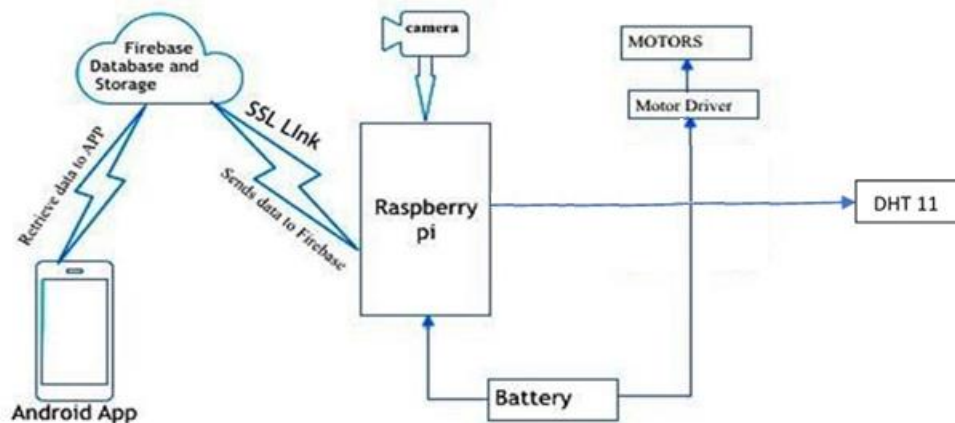 Firebase
Database and
Storage
camera
MOTORS
Motor Driver
SSL LInk
Retrieve data to APP
Sends data to Firebase
Raspberry
pi
DHT 11
Battery
Android App